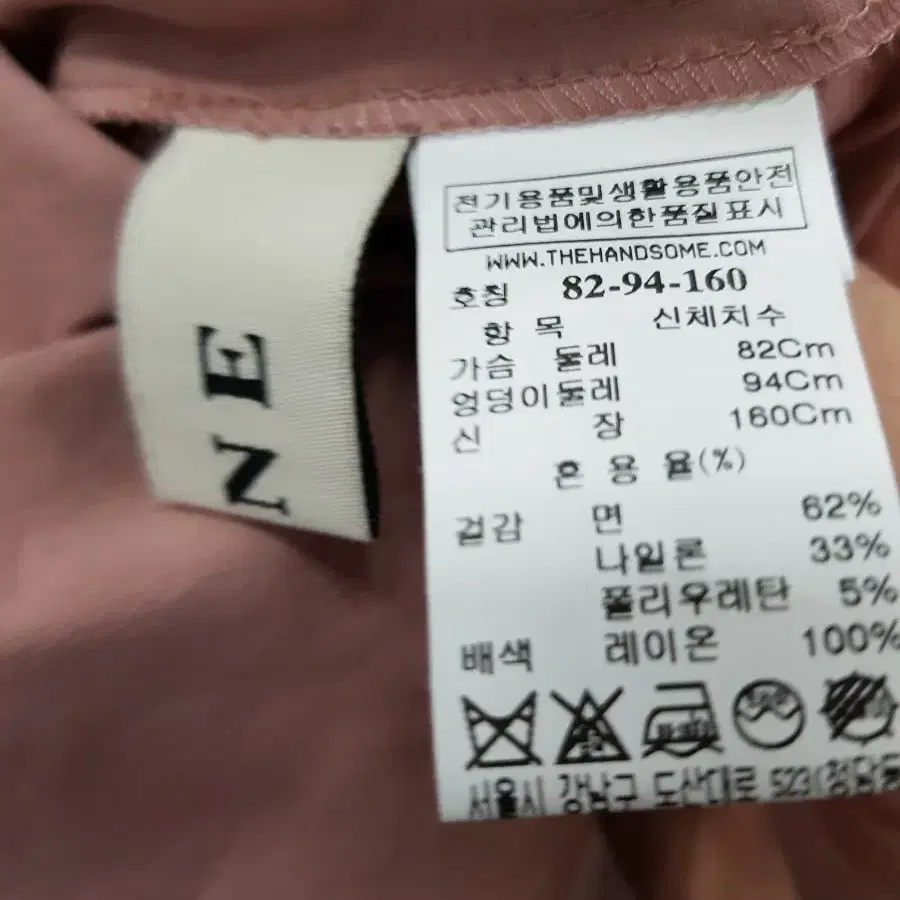 NE
전기용품및생활용품안전
관리법에의한품질표시
WWW.THEHANDSOME.COM
호칭 82-94-160
항 목 신체치수
가슴 둘레 82Cm
엉덩이둘레 94Cm
신 장 160Cm
혼 용 율(%)
겉감 면 62%
나일론 33%
폴리우레탄 5%
배색 레이온 100%
서울시 강남구 도산대로 523(청담동